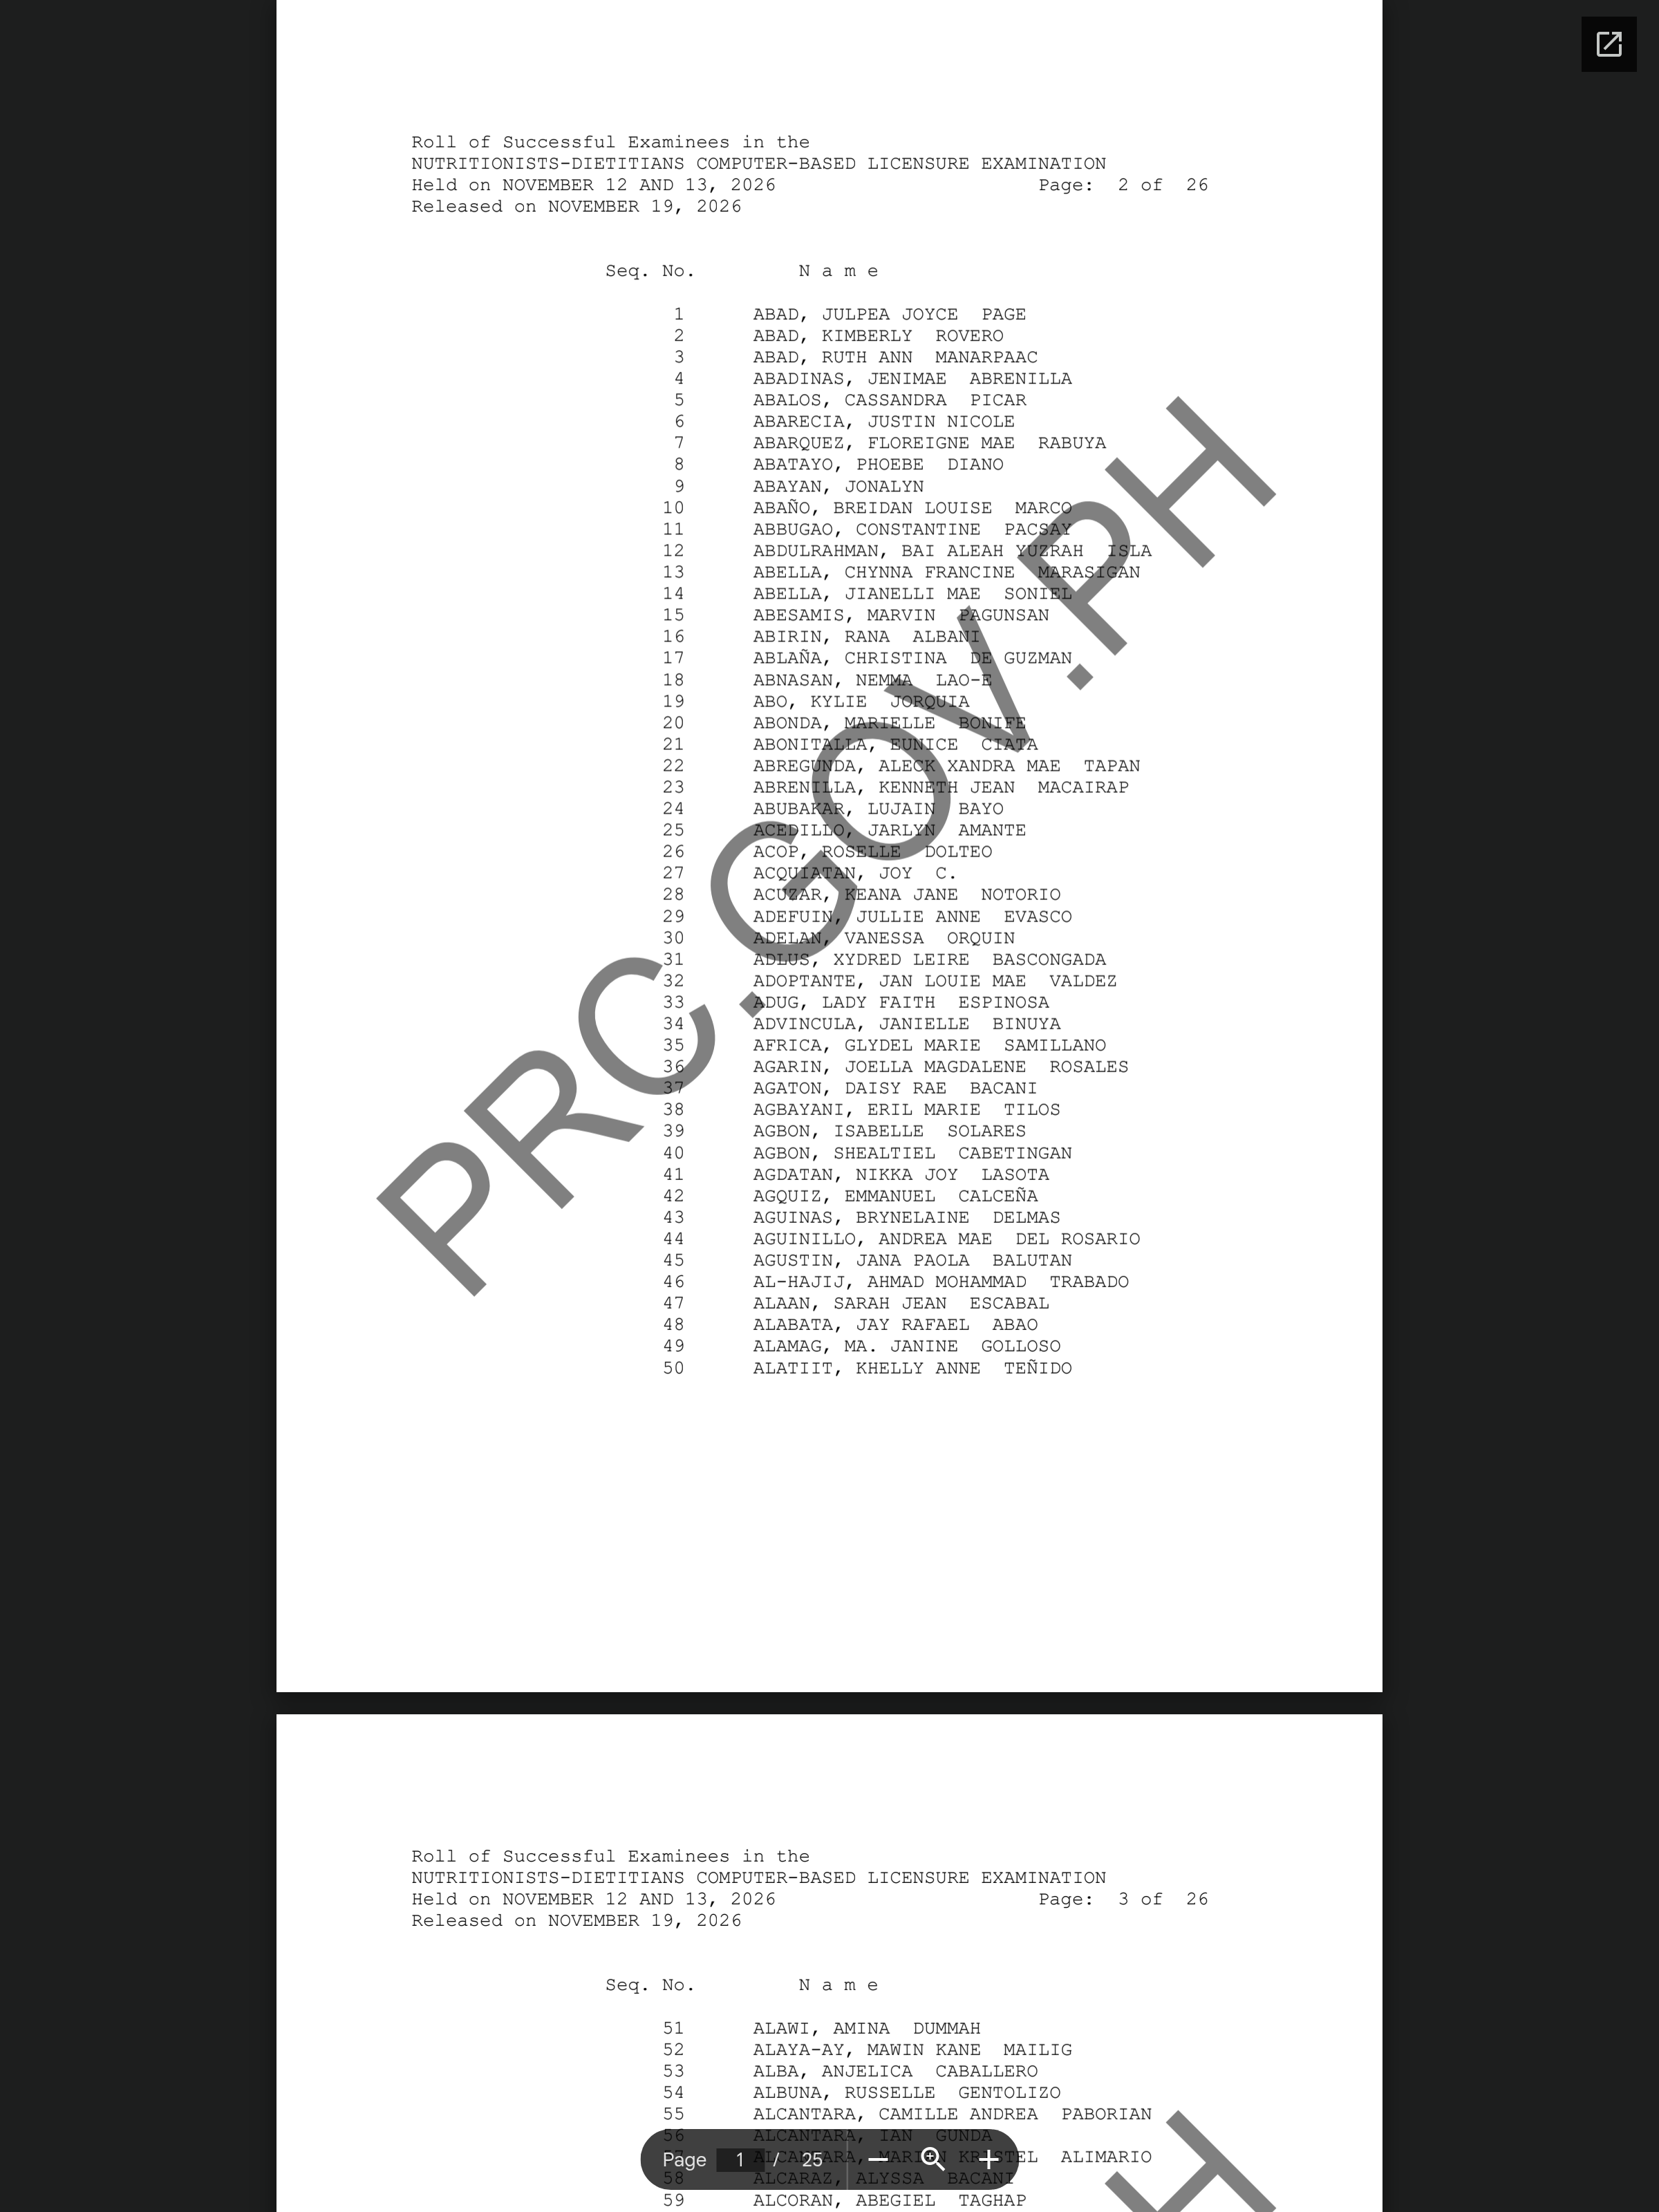 Roll of Successful Examinees in the
NUTRITIONISTS-DIETITIANS COMPUTER-BASED LICENSURE EXAMINATION
Held on NOVEMBER 12 AND 13, 2026 Page: 2 of 26
Released on NOVEMBER 19, 2026
Seq. No. N a m e
1 ABAD, JULPEA JOYCE PAGE
2 ABAD, KIMBERLY ROVERO
3 ABAD, RUTH ANN MANARPAAC
4 ABADINAS, JENIMAE ABRENILLA
5 ABALOS, CASSANDRA PICAR
6 ABARECIA, JUSTIN NICOLE
7 ABARQUEZ, FLOREIGNE MAE RABUYA
8 ABATAYO, PHOEBE DIANO
9 ABAYAN, JONALYN
10 ABAÑO, BREIDAN LOUISE MARCO
11 ABBUGAO, CONSTANTINE PACSAY
12 ABDULRAHMAN, BAI ALEAH YUZRAH ISLA
13 ABELLA, CHYNNA FRANCINE MARASIGAN
14 ABELLA, JIANELLI MAE SONIEL
15 ABESAMIS, MARVIN PAGUNSAN
16 ABIRIN, RANA ALBANI
17 ABLAÑA, CHRISTINA DE GUZMAN
18 ABNASAN, NEMMA LAO-E
19 ABO, KYLIE JORQUIA
20 ABONDA, MARIELLE BONIFE
21 ABONITALLA, EUNICE CIATA
22 ABREGUNDA, ALECK XANDRA MAE TAPAN
23 ABRENILLA, KENNETH JEAN MACAIRAP
24 ABUBAKAR, LUJAIN BAYO
25 ACEDILLO, JARLYN AMANTE
26 ACOP, ROSELLE DOLTEO
27 ACQUIATAN, JOY C.
28 ACUZAR, KEANA JANE NOTORIO
29 ADEFUIN, JULLIE ANNE EVASCO
30 ADELAN, VANESSA ORQUIN
31 ADLUS, XYDRED LEIRE BASCONGADA
32 ADOPTANTE, JAN LOUIE MAE VALDEZ
33 ADUG, LADY FAITH ESPINOSA
34 ADVINCULA, JANIELLE BINUYA
35 AFRICA, GLYDEL MARIE SAMILLANO
36 AGARIN, JOELLA MAGDALENE ROSALES
37 AGATON, DAISY RAE BACANI
38 AGBAYANI, ERIL MARIE TILOS
39 AGBON, ISABELLE SOLARES
40 AGBON, SHEALTIEL CABETINGAN
41 AGDATAN, NIKKA JOY LASOTA
42 AGQUIZ, EMMANUEL CALCEÑA
43 AGUINAS, BRYNELAINE DELMAS
44 AGUINILLO, ANDREA MAE DEL ROSARIO
45 AGUSTIN, JANA PAOLA BALUTAN
46 AL-HAJIJ, AHMAD MOHAMMAD TRABADO
47 ALAAN, SARAH JEAN ESCABAL
48 ALABATA, JAY RAFAEL ABAO
49 ALAMAG, MA. JANINE GOLLOSO
50 ALATIIT, KHELLY ANNE TEÑIDO
PRC.GOV.PH
Roll of Successful Examinees in the
NUTRITIONISTS-DIETITIANS COMPUTER-BASED LICENSURE EXAMINATION
Held on NOVEMBER 12 AND 13, 2026 Page: 3 of 26
Released on NOVEMBER 19, 2026
Seq. No. N a m e
51 ALAWI, AMINA DUMMAH
52 ALAYA-AY, MAWIN KANE MAILIG
53 ALBA, ANJELICA CABALLERO
54 ALBUNA, RUSSELLE GENTOLIZO
55 ALCANTARA, CAMILLE ANDREA PABORIAN
56 ALCANTARA, IAN GUNDA
57 ALCANTARA, KRISTEL ALIMARIO
58 ALCARAZ, ALYSSA BACANI
59 ALCORAN, ABEGIEL TAGHAP
H
Page 1 / 25